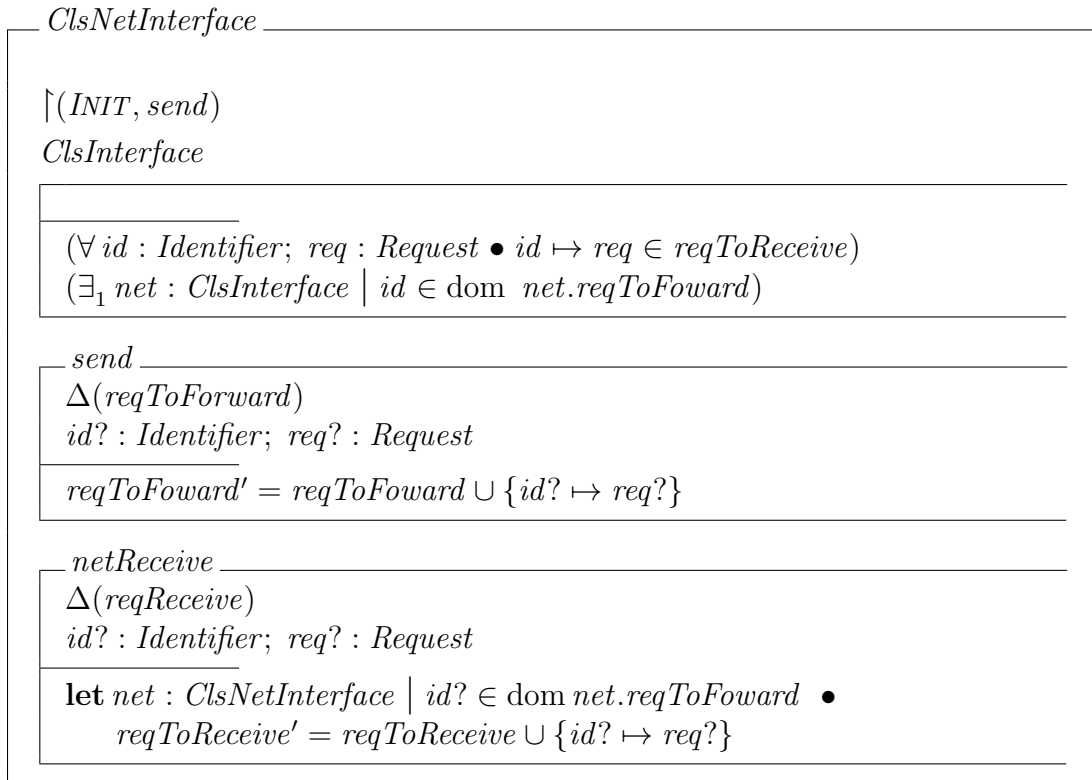 ClsNetInterface
↾(INIT, send)
ClsInterface
(∀ id : Identifier; req : Request • id ↦ req ∈ reqToReceive)
(∃₁ net : ClsInterface | id ∈ dom net.reqToFoward)
send
Δ(reqToForward)
id? : Identifier; req? : Request
reqToFoward′ = reqToFoward ∪ {id? ↦ req?}
netReceive
Δ(reqReceive)
id? : Identifier; req? : Request
let net : ClsNetInterface | id? ∈ dom net.reqToFoward •
reqToReceive′ = reqToReceive ∪ {id? ↦ req?}